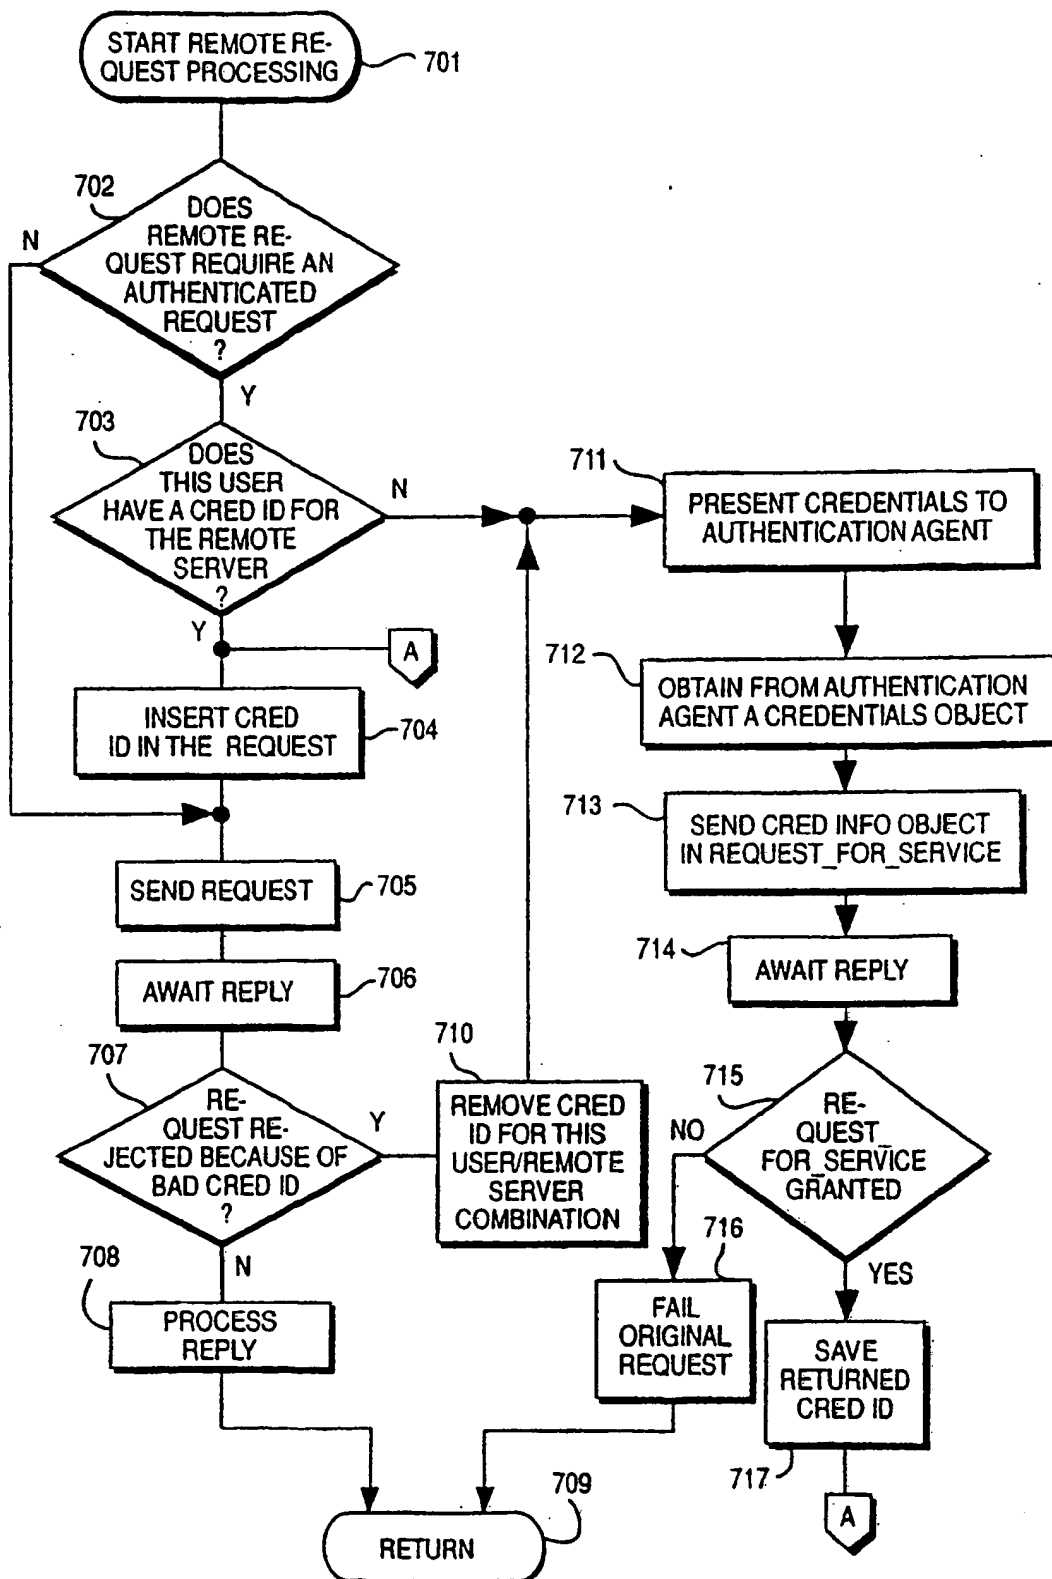 START REMOTE RE-
QUEST PROCESSING
701
702
DOES
REMOTE RE-
QUEST REQUIRE AN
AUTHENTICATED
REQUEST
?
N
Y
703
DOES
THIS USER
HAVE A CRED ID FOR
THE REMOTE
SERVER
?
N
Y
A
INSERT CRED
ID IN THE REQUEST
704
SEND REQUEST
705
AWAIT REPLY
706
707
RE-
QUEST RE-
JECTED BECAUSE OF
BAD CRED ID
?
Y
N
708
PROCESS
REPLY
710
REMOVE CRED
ID FOR THIS
USER/REMOTE
SERVER
COMBINATION
711
PRESENT CREDENTIALS TO
AUTHENTICATION AGENT
712
OBTAIN FROM AUTHENTICATION
AGENT A CREDENTIALS OBJECT
713
SEND CRED INFO OBJECT
IN REQUEST_FOR_SERVICE
714
AWAIT REPLY
715
RE-
QUEST_
FOR_SERVICE
GRANTED
NO
YES
716
FAIL
ORIGINAL
REQUEST
SAVE
RETURNED
CRED ID
717
A
709
RETURN